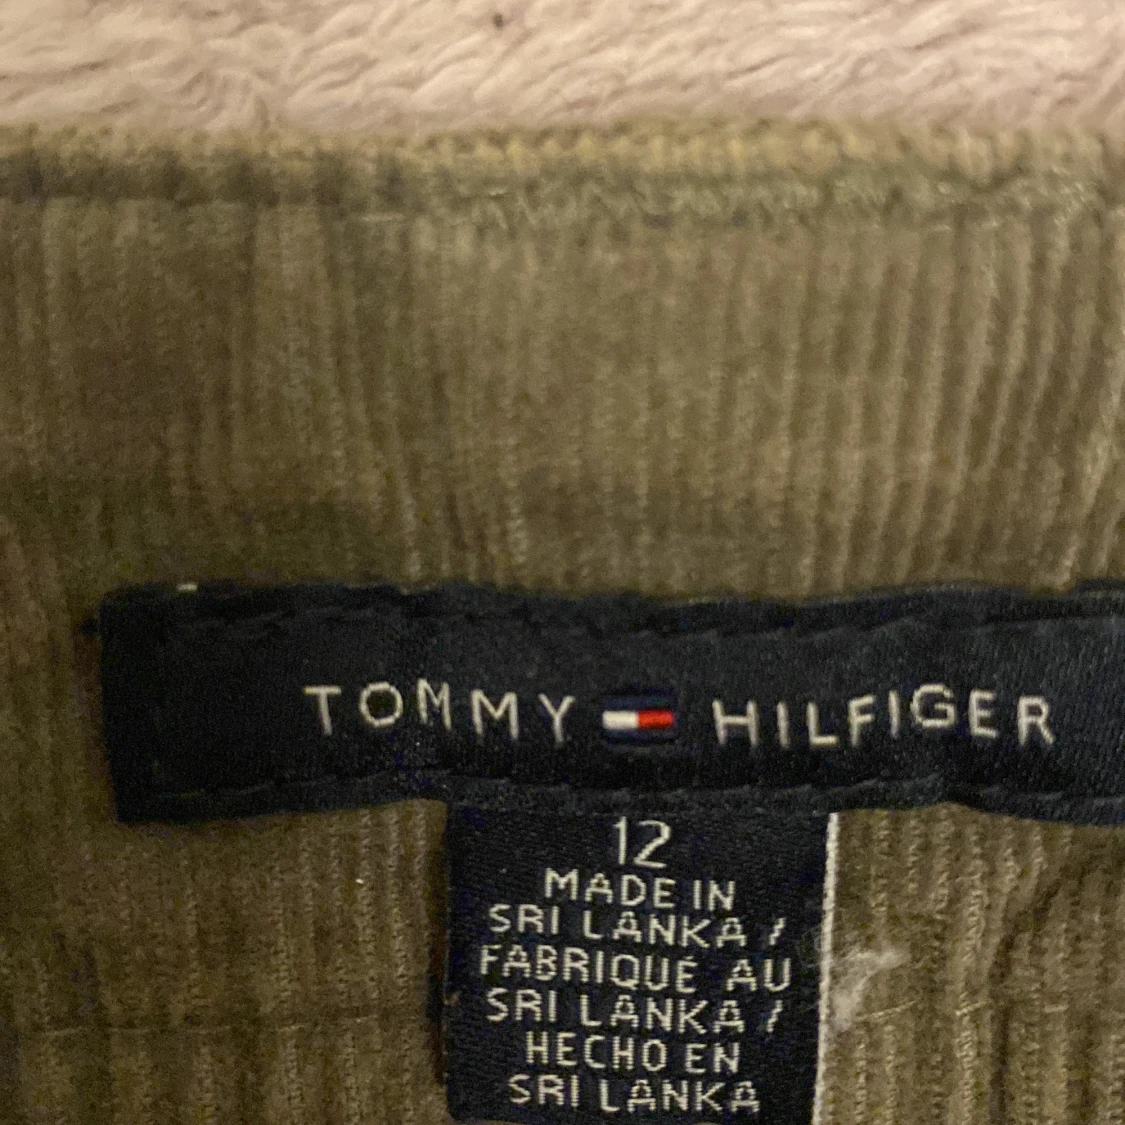 TOMMY HILFIGER
12
MADE IN
SRI LANKA /
FABRIQUÉ AU
SRI LANKA /
HECHO EN
SRI LANKA